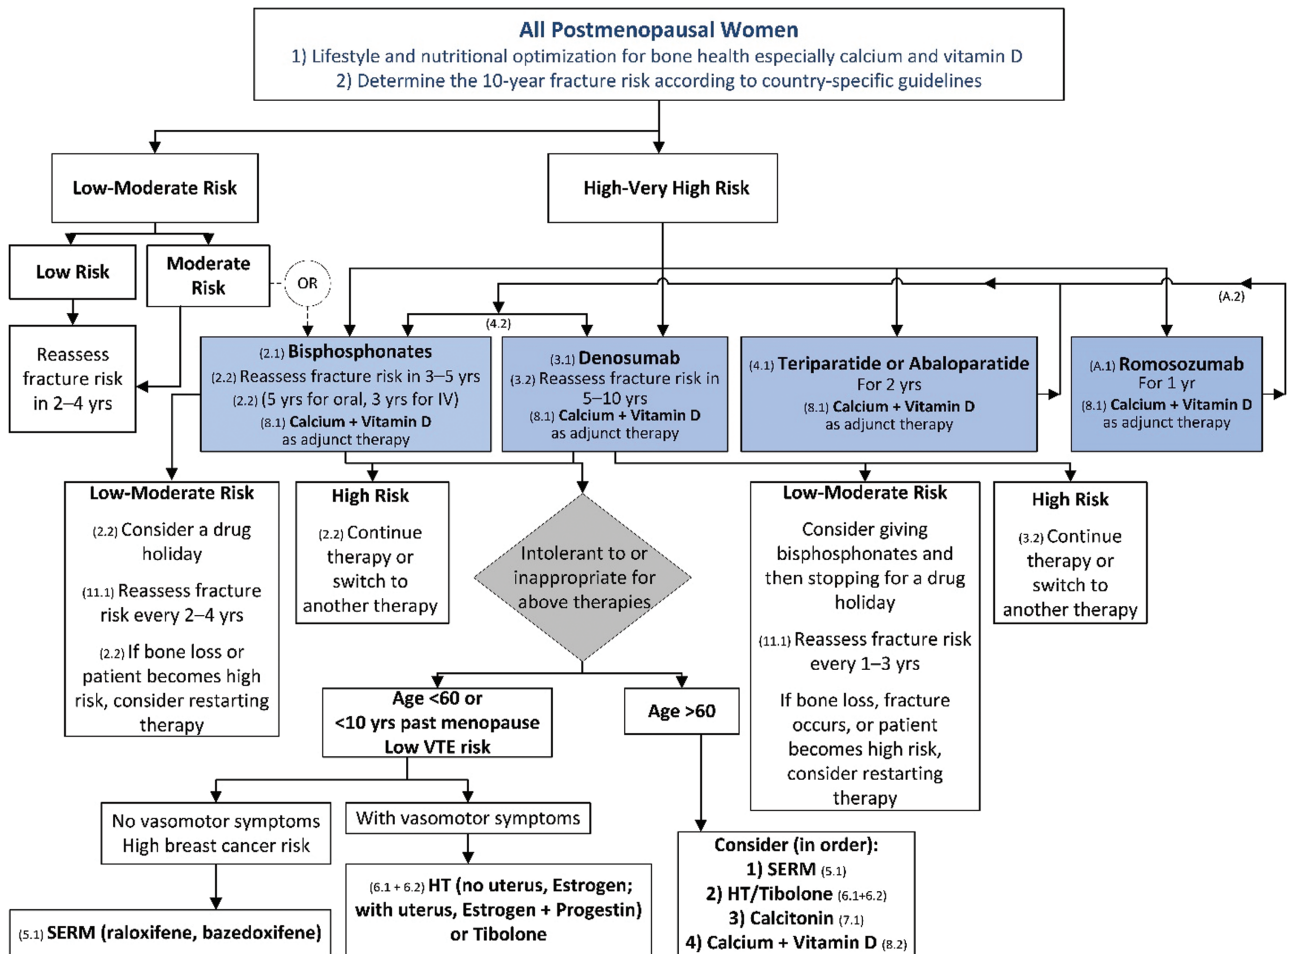 All Postmenopausal Women
1) Lifestyle and nutritional optimization for bone health especially calcium and vitamin D
2) Determine the 10-year fracture risk according to country-specific guidelines
Low-Moderate Risk
High-Very High Risk
Low Risk
Moderate
Risk
OR
(A.2)
Reassess
fracture risk
in 2–4 yrs
(4.2)
(2.1) Bisphosphonates
(2.2) Reassess fracture risk in 3–5 yrs
(2.2) (5 yrs for oral, 3 yrs for IV)
(8.1) Calcium + Vitamin D
as adjunct therapy
(3.1) Denosumab
(3.2) Reassess fracture risk in
5–10 yrs
(8.1) Calcium + Vitamin D
as adjunct therapy
(4.1) Teriparatide or Abaloparatide
For 2 yrs
(8.1) Calcium + Vitamin D
as adjunct therapy
(A.1) Romosozumab
For 1 yr
(8.1) Calcium + Vitamin D
as adjunct therapy
Low-Moderate Risk
(2.2) Consider a drug
holiday
(11.1) Reassess fracture
risk every 2–4 yrs
(2.2) If bone loss or
patient becomes high
risk, consider restarting
therapy
High Risk
(2.2) Continue
therapy or
switch to
another therapy
Intolerant to or
inappropriate for
above therapies
Low-Moderate Risk
Consider giving
bisphosphonates and
then stopping for a drug
holiday
(11.1) Reassess fracture risk
every 1–3 yrs
If bone loss, fracture
occurs, or patient
becomes high risk,
consider restarting
therapy
High Risk
(3.2) Continue
therapy or
switch to
another therapy
Age <60 or
<10 yrs past menopause
Low VTE risk
Age >60
No vasomotor symptoms
High breast cancer risk
With vasomotor symptoms
(5.1) SERM (raloxifene, bazedoxifene)
(6.1 + 6.2) HT (no uterus, Estrogen;
with uterus, Estrogen + Progestin)
or Tibolone
Consider (in order):
1) SERM (5.1)
2) HT/Tibolone (6.1+6.2)
3) Calcitonin (7.1)
4) Calcium + Vitamin D (8.2)